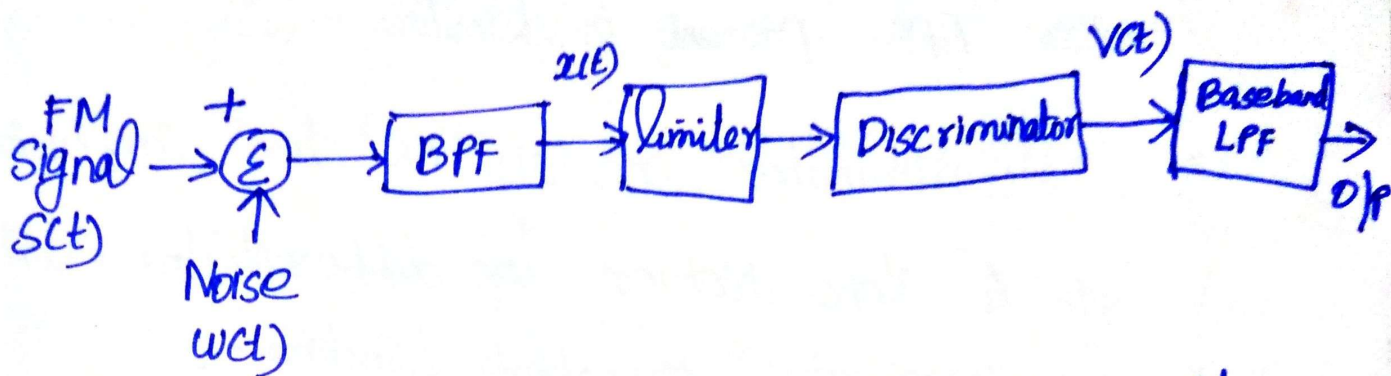 FM
Signal
S(t)
+
Σ
Noise
w(t)
BPF
x(t)
limiter
Discriminator
v(t)
Baseband
LPF
O/P